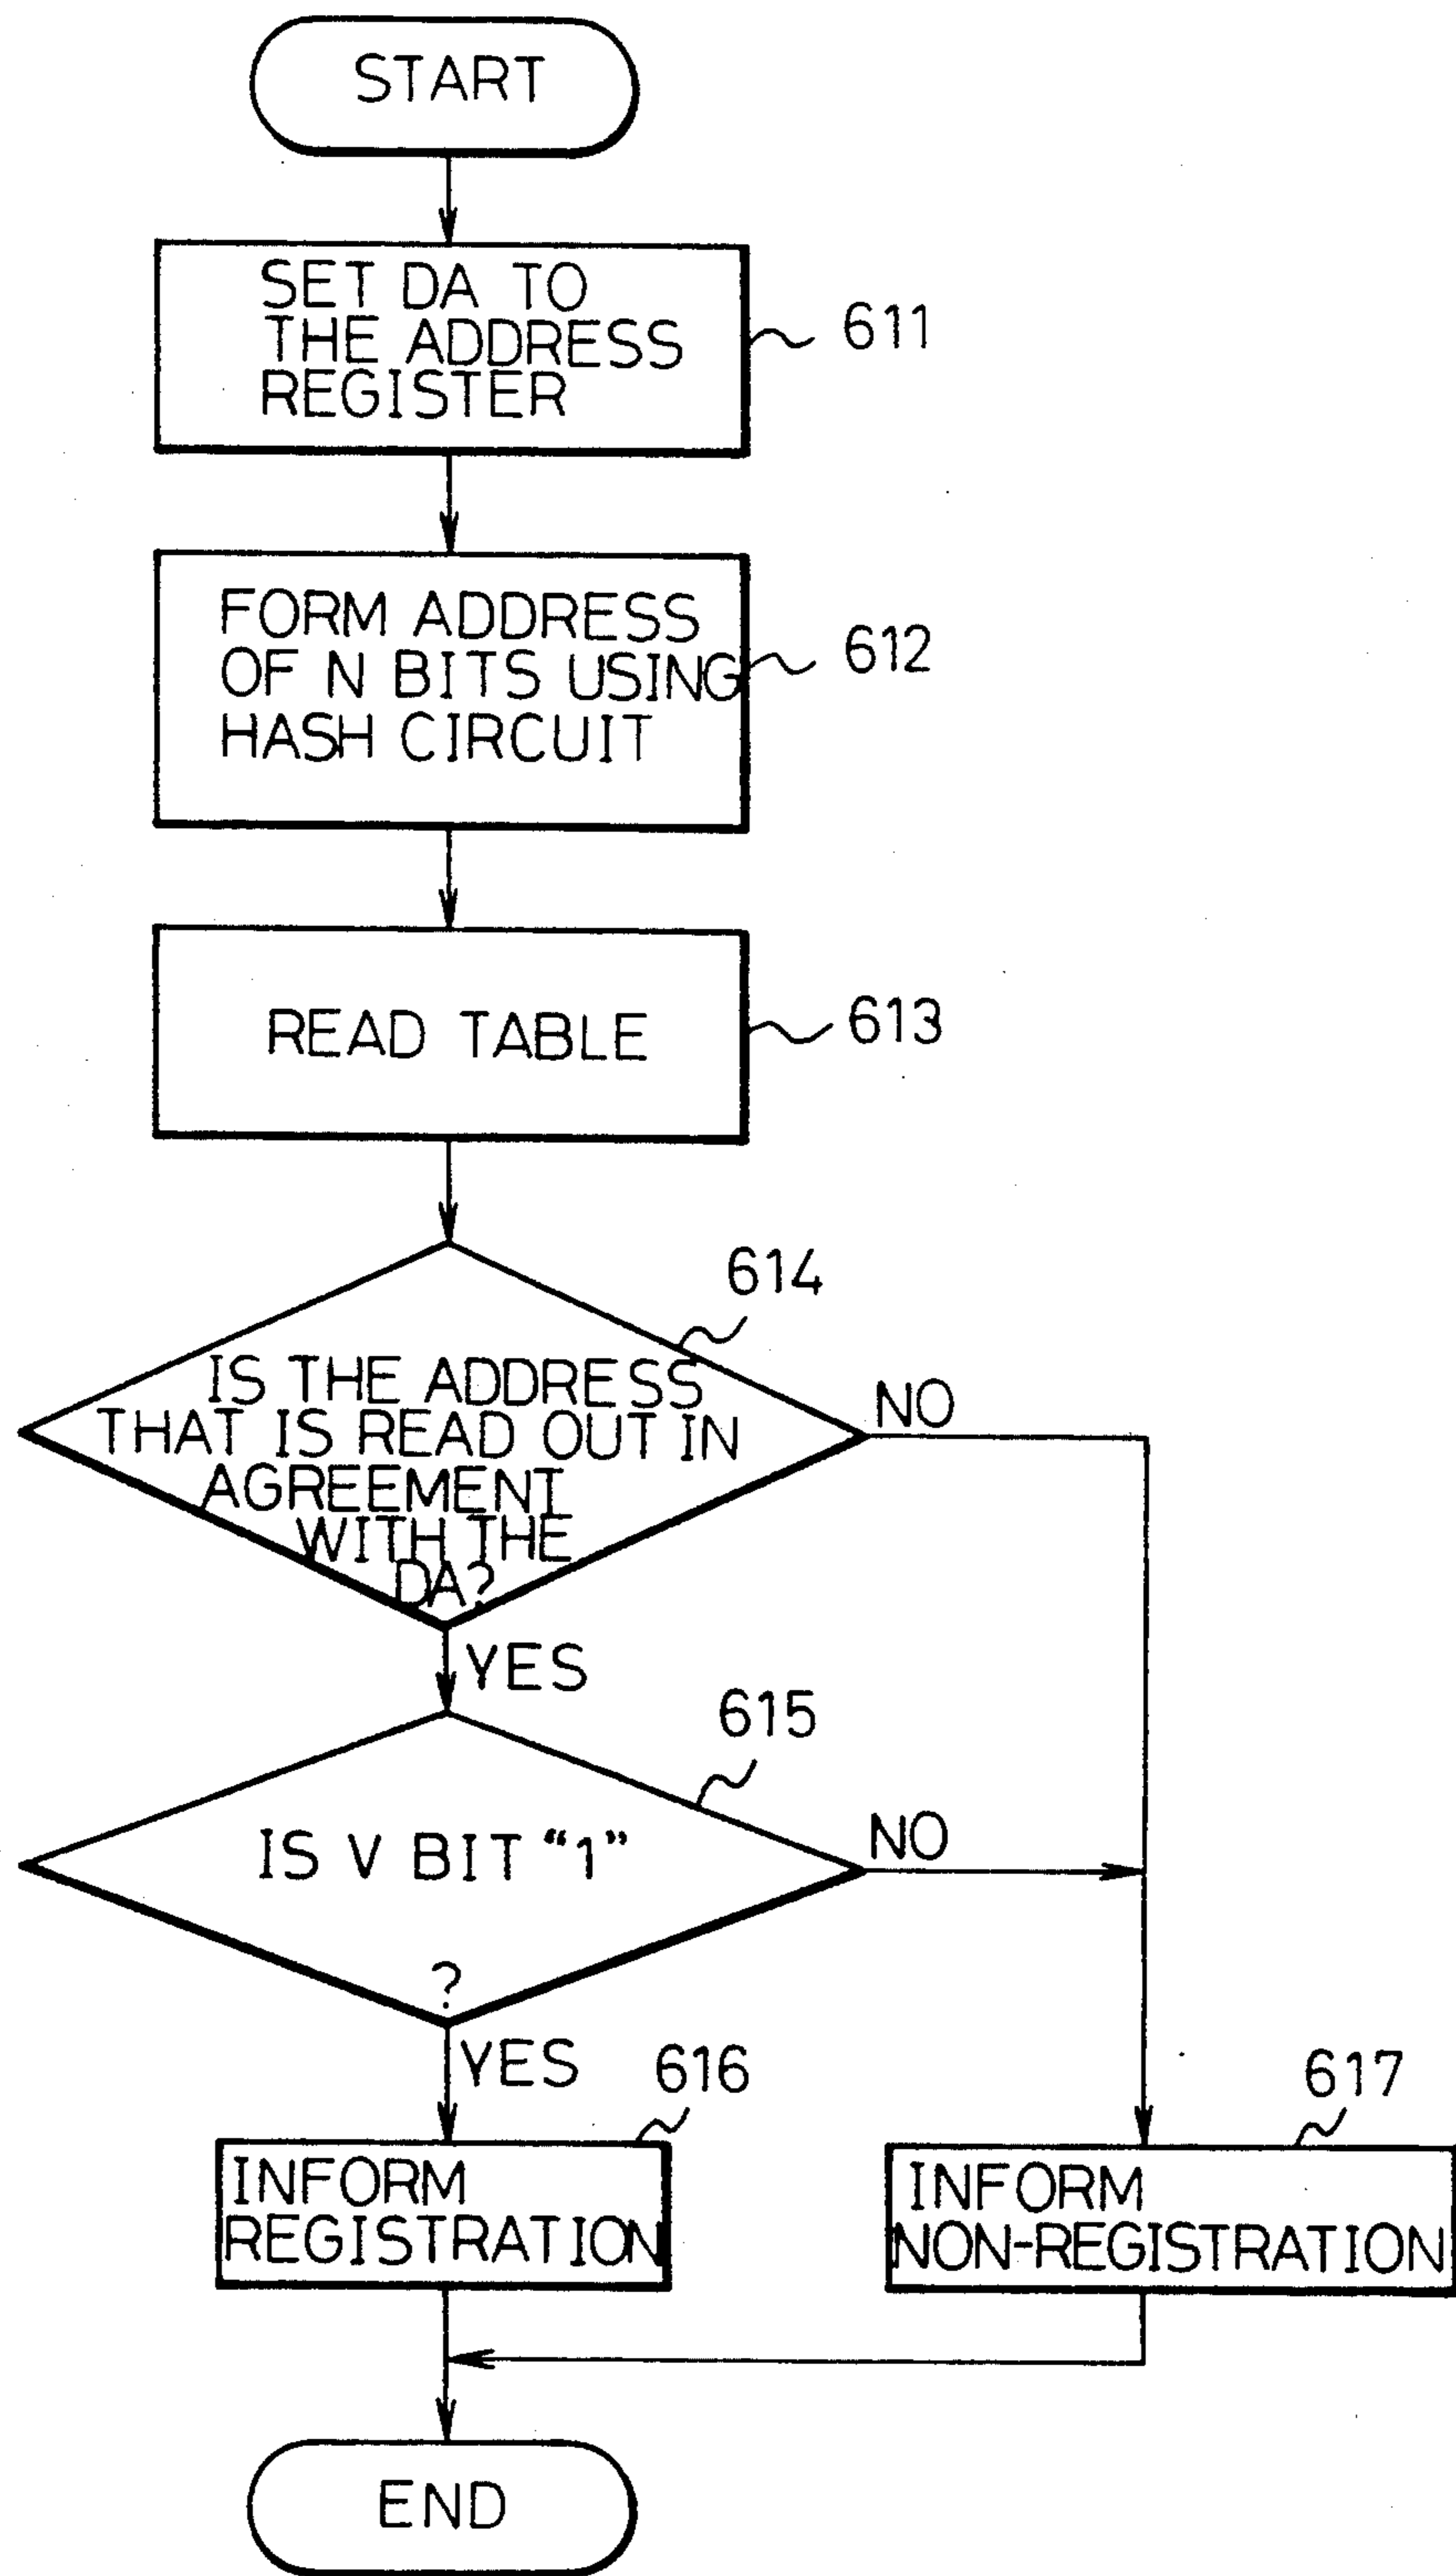 START
SET DA TO
THE ADDRESS
REGISTER
611
FORM ADDRESS
OF N BITS USING
HASH CIRCUIT
612
READ TABLE
613
614
IS THE ADDRESS
THAT IS READ OUT IN
AGREEMENT
WITH THE
DA?
NO
YES
615
IS V BIT “1”
?
NO
YES
616
INFORM
REGISTRATION
617
INFORM
NON-REGISTRATION
END